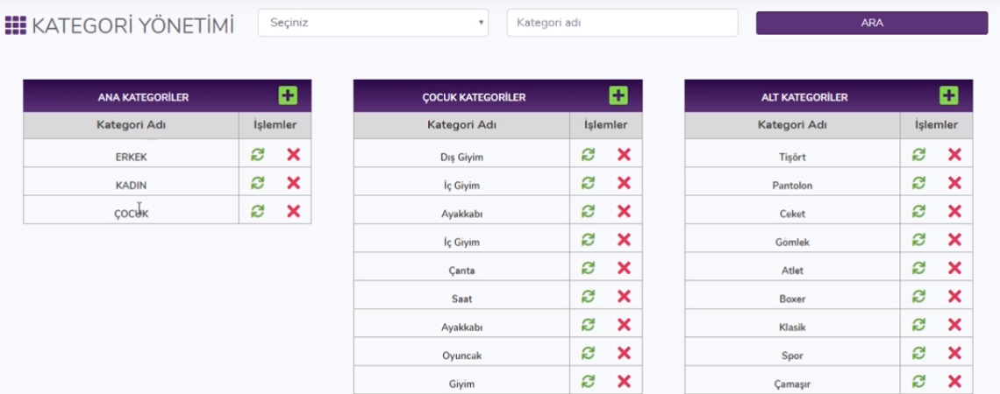 KATEGORİ YÖNETİMİ
Seçiniz
Kategori adı
ARA
ANA KATEGORİLER
Kategori Adı İşlemler
ERKEK
KADIN
ÇOCUK
ÇOCUK KATEGORİLER
Kategori Adı İşlemler
Dış Giyim
İç Giyim
Ayakkabı
İç Giyim
Çanta
Saat
Ayakkabı
Oyuncak
Giyim
ALT KATEGORİLER
Kategori Adı İşlemler
Tişört
Pantolon
Ceket
Gömlek
Atlet
Boxer
Klasik
Spor
Çamaşır